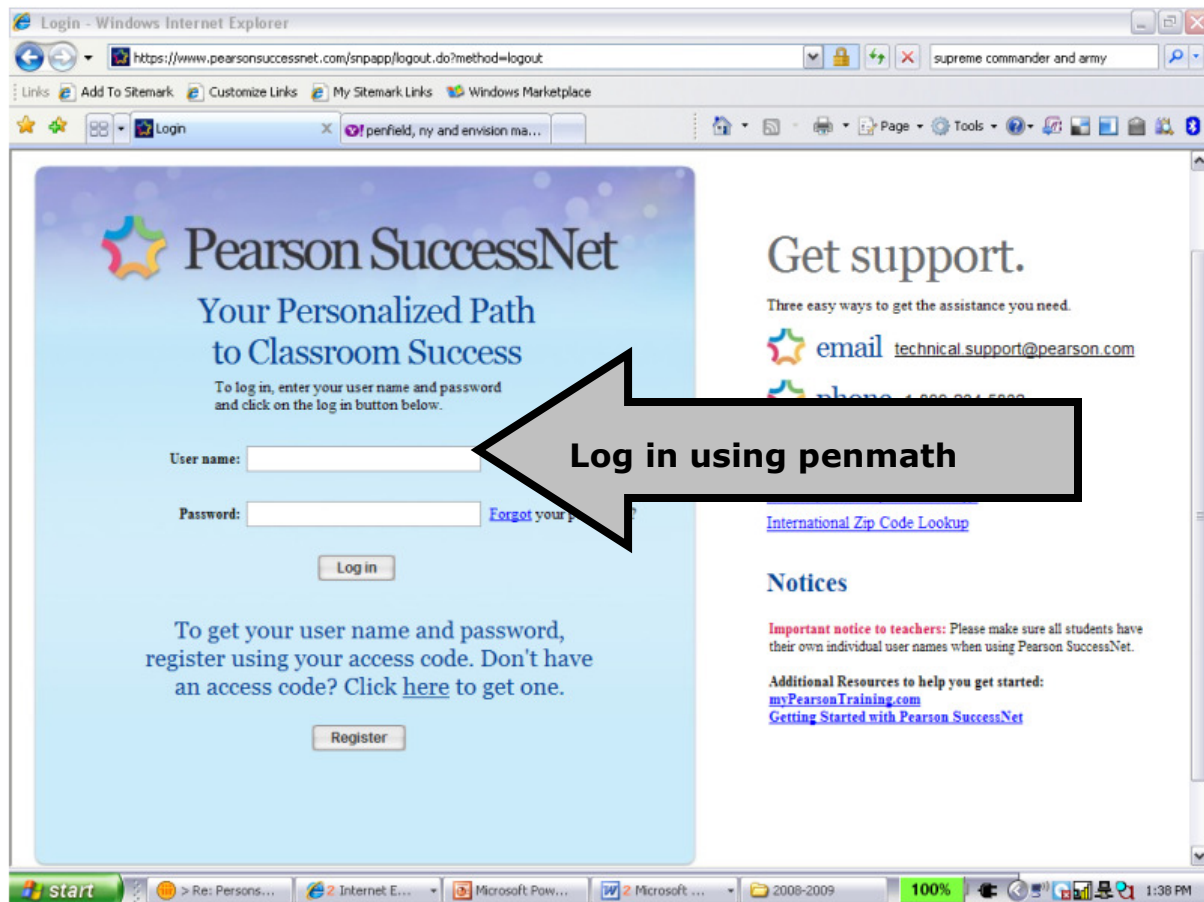 Login - Windows Internet Explorer
https://www.pearsonsuccessnet.com/snpapp/logout.do?method=logout
supreme commander and army
Links Add To Sitemark Customize Links My Sitemark Links Windows Marketplace
Login penfield, ny and envision ma...
Page Tools
Pearson SuccessNet
Your Personalized Path
to Classroom Success
To log in, enter your user name and password
and click on the log in button below.
User name:
Password:
Forgot your
Log in
To get your user name and password,
register using your access code. Don't have
an access code? Click here to get one.
Register
Log in using penmath
Get support.
Three easy ways to get the assistance you need.
email technical.support@pearson.com
International Zip Code Lookup
Notices
Important notice to teachers: Please make sure all students have
their own individual user names when using Pearson SuccessNet.
Additional Resources to help you get started:
myPearsonTraining.com
Getting Started with Pearson SuccessNet
start > Re: Persons... 2 Internet E... Microsoft Pow... 2 Microsoft ... 2008-2009 100% 1:38 PM